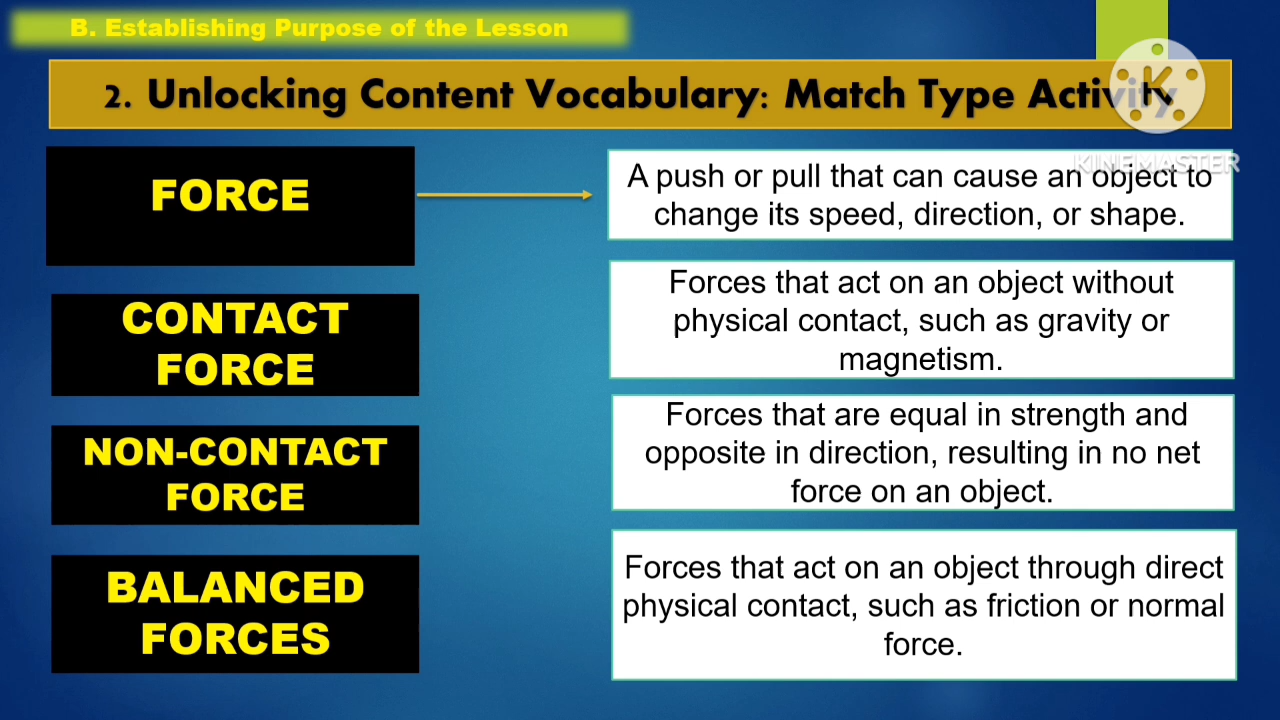 B. Establishing Purpose of the Lesson
2. Unlocking Content Vocabulary: Match Type Activity
K
KINEMASTER
FORCE
A push or pull that can cause an object to
change its speed, direction, or shape.
CONTACT
FORCE
Forces that act on an object without
physical contact, such as gravity or
magnetism.
NON-CONTACT
FORCE
Forces that are equal in strength and
opposite in direction, resulting in no net
force on an object.
BALANCED
FORCES
Forces that act on an object through direct
physical contact, such as friction or normal
force.